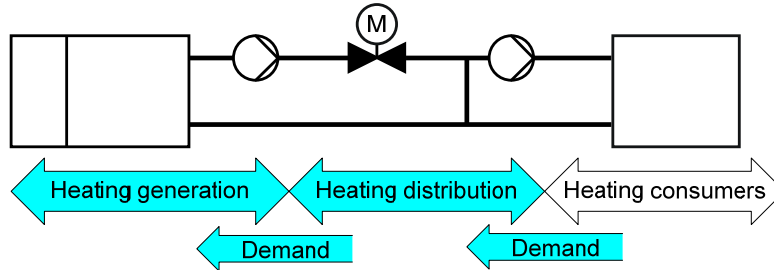 M
Heating generation
Heating distribution
Heating consumers
Demand
Demand